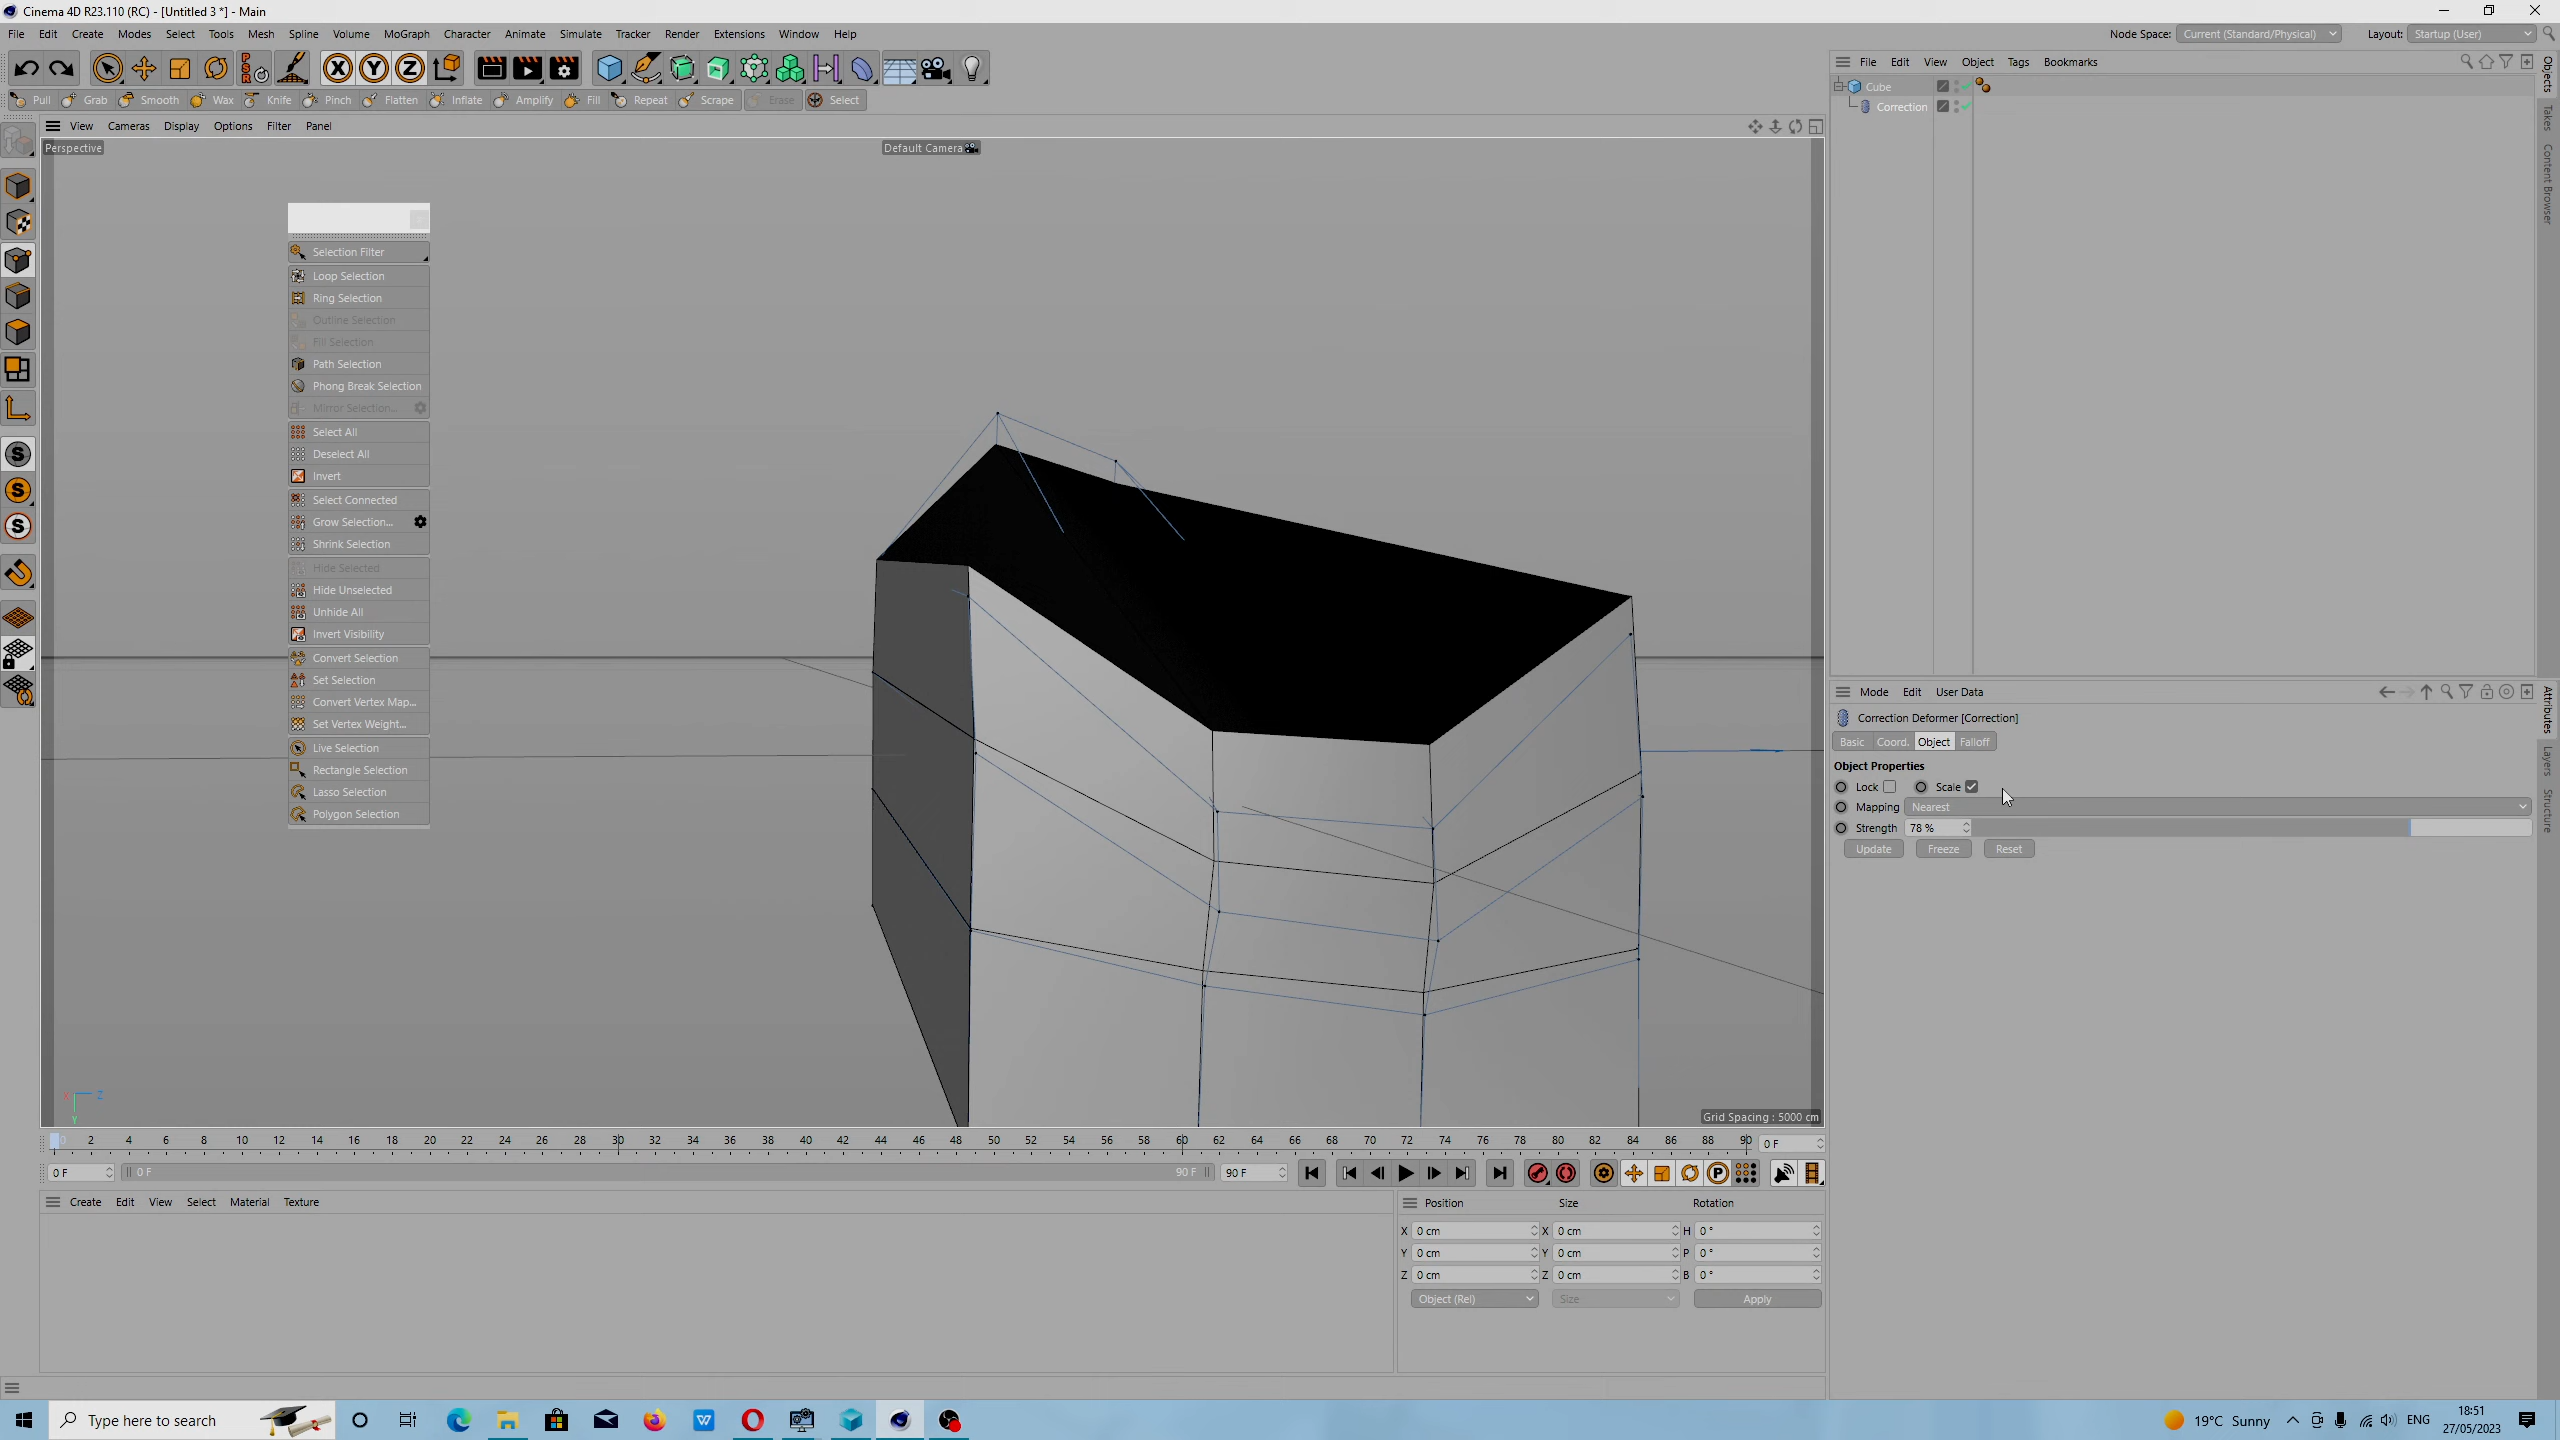 Cinema 4D R23.110 (RC) - [Untitled 3 *] - Main
File Edit Create Modes Select Tools Mesh Spline Volume MoGraph Character Animate Simulate Tracker Render Extensions Window Help
Node Space: Current (Standard/Physical) Layout: Startup (User)
File Edit View Object Tags Bookmarks
Pull Grab Smooth Wax Knife Pinch Flatten Inflate Amplify Fill Repeat Scrape Erase Select
Cube
Correction
View Cameras Display Options Filter Panel
Perspective
Default Camera
Selection Filter
Loop Selection
Ring Selection
Outline Selection
Fill Selection
Path Selection
Phong Break Selection
Mirror Selection...
Select All
Deselect All
Invert
Select Connected
Grow Selection...
Shrink Selection
Hide Selected
Hide Unselected
Unhide All
Invert Visibility
Convert Selection
Set Selection
Convert Vertex Map...
Set Vertex Weight...
Live Selection
Rectangle Selection
Lasso Selection
Polygon Selection
X Z
Y
Grid Spacing : 5000 cm
Objects
Takes
Content Browser
Mode Edit User Data
Correction Deformer [Correction]
Basic Coord. Object Falloff
Object Properties
Lock Scale
Mapping Nearest
Strength 78 %
Update Freeze Reset
Attributes
Layers
Structure
0 2 4 6 8 10 12 14 16 18 20 22 24 26 28 30 32 34 36 38 40 42 44 46 48 50 52 54 56 58 60 62 64 66 68 70 72 74 76 78 80 82 84 86 88 90 0 F
0 F 0 F 90 F 90 F
Create Edit View Select Material Texture
Position Size Rotation
X 0 cm X 0 cm H 0 °
Y 0 cm Y 0 cm P 0 °
Z 0 cm Z 0 cm B 0 °
Object (Rel) Size Apply
Type here to search
19°C Sunny ENG
18:51
27/05/2023